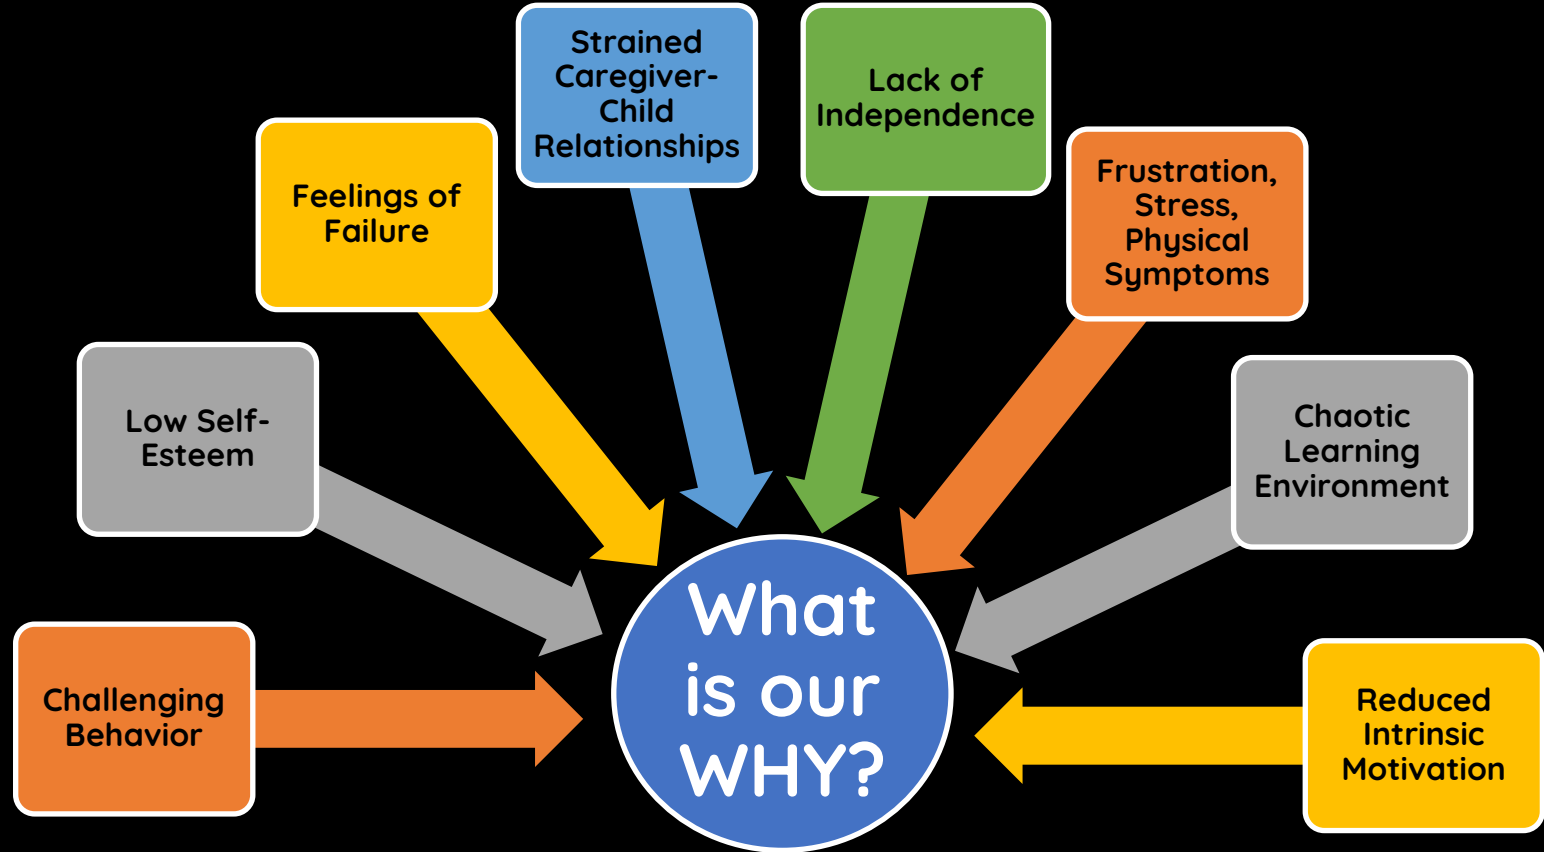 Strained
Caregiver-
Child
Relationships
Lack of
Independence
Feelings of
Failure
Frustration,
Stress,
Physical
Symptoms
Low Self-
Esteem
Chaotic
Learning
Environment
Challenging
Behavior
Reduced
Intrinsic
Motivation
What
is our
WHY?